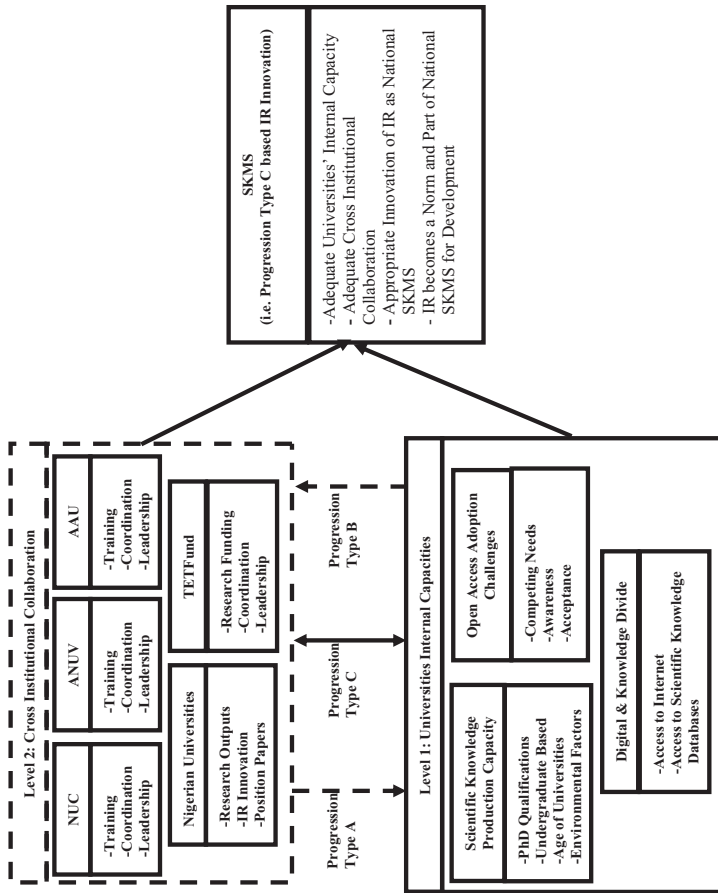 Level 2: Cross Institutional Collaboration
NUC
-Training
-Coordination
-Leadership
ANUV
-Training
-Coordination
-Leadership
AAU
-Training
-Coordination
-Leadership
Nigerian Universities
-Research Outputs
-IR Innovation
-Position Papers
TETFund
-Research Funding
-Coordination
-Leadership
Progression
Type A
Progression
Type C
Progression
Type B
Level 1: Universities Internal Capacities
Scientific Knowledge
Production Capacity
-PhD Qualifications
-Undergraduate Based
-Age of Universities
-Environmental Factors
Open Access Adoption
Challenges
-Competing Needs
-Awareness
-Acceptance
Digital & Knowledge Divide
-Access to Internet
-Access to Scientific Knowledge
Databases
SKMS
(i.e. Progression Type C based IR Innovation)
-Adequate Universities' Internal Capacity
- Adequate Cross Institutional
Collaboration
- Appropriate Innovation of IR as National
SKMS
- IR becomes a Norm and Part of National
SKMS for Development